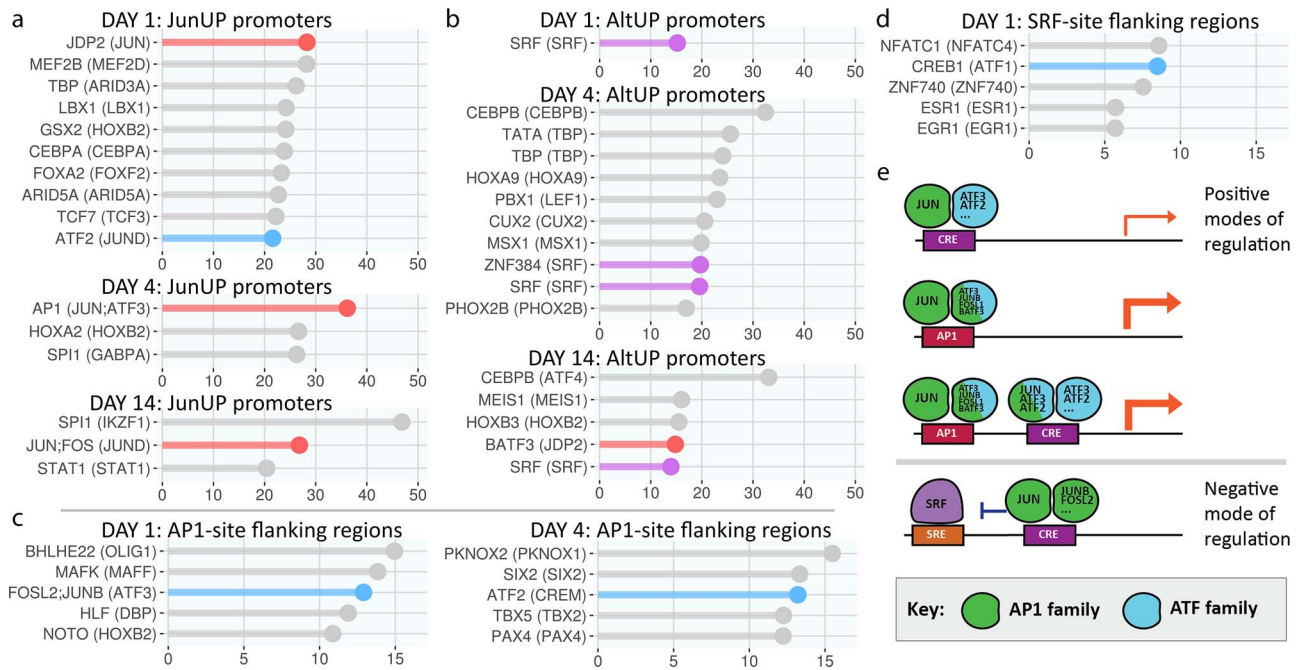 a
DAY 1: JunUP promoters
JDP2 (JUN)
MEF2B (MEF2D)
TBP (ARID3A)
LBX1 (LBX1)
GSX2 (HOXB2)
CEBPA (CEBPA)
FOXA2 (FOXF2)
ARID5A (ARID5A)
TCF7 (TCF3)
ATF2 (JUND)
0 10 20 30 40 50
DAY 4: JunUP promoters
AP1 (JUN;ATF3)
HOXA2 (HOXB2)
SPI1 (GABPA)
0 10 20 30 40 50
DAY 14: JunUP promoters
SPI1 (IKZF1)
JUN;FOS (JUND)
STAT1 (STAT1)
0 10 20 30 40 50
b
DAY 1: AltUP promoters
SRF (SRF)
0 10 20 30 40 50
DAY 4: AltUP promoters
CEBPB (CEBPB)
TATA (TBP)
TBP (TBP)
HOXA9 (HOXA9)
PBX1 (LEF1)
CUX2 (CUX2)
MSX1 (MSX1)
ZNF384 (SRF)
SRF (SRF)
PHOX2B (PHOX2B)
0 10 20 30 40 50
DAY 14: AltUP promoters
CEBPB (ATF4)
MEIS1 (MEIS1)
HOXB3 (HOXB2)
BATF3 (JDP2)
SRF (SRF)
0 10 20 30 40 50
c
DAY 1: AP1-site flanking regions
BHLHE22 (OLIG1)
MAFK (MAFF)
FOSL2;JUNB (ATF3)
HLF (DBP)
NOTO (HOXB2)
0 5 10 15
DAY 4: AP1-site flanking regions
PKNOX2 (PKNOX1)
SIX2 (SIX2)
ATF2 (CREM)
TBX5 (TBX2)
PAX4 (PAX4)
0 5 10 15
d
DAY 1: SRF-site flanking regions
NFATC1 (NFATC4)
CREB1 (ATF1)
ZNF740 (ZNF740)
ESR1 (ESR1)
EGR1 (EGR1)
0 5 10 15
e
JUN
ATF3
ATF2
...
CRE
Positive
modes of
regulation
JUN
ATF3
JUNB
FOSL1
BATF3
AP1
JUN
ATF3
JUNB
FOSL1
BATF3
AP1
JUN
ATF3
ATF2
ATF3
ATF2
...
CRE
SRF
SRE
JUN
JUNB
FOSL2
...
CRE
Negative
mode of
regulation
Key:
AP1 family
ATF family